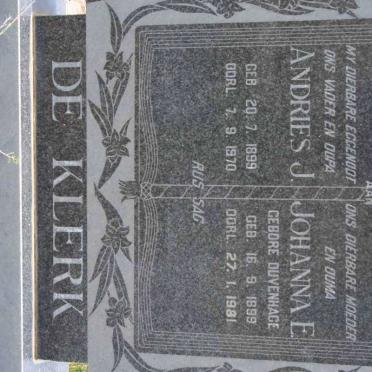 MY DIERBARE EGGENOOT
ONS VADER EN OUPA
ANDRIES J.
GEB. 20. 7. 1899
OORL. 7. 9. 1970
ONS DIERBARE MOEDER
EN OUMA
JOHANNA E.
GEBORE DUVENHAGE
GEB. 16. 9. 1899
OORL. 27. 1. 1981
RUS SAG
DE KLERK